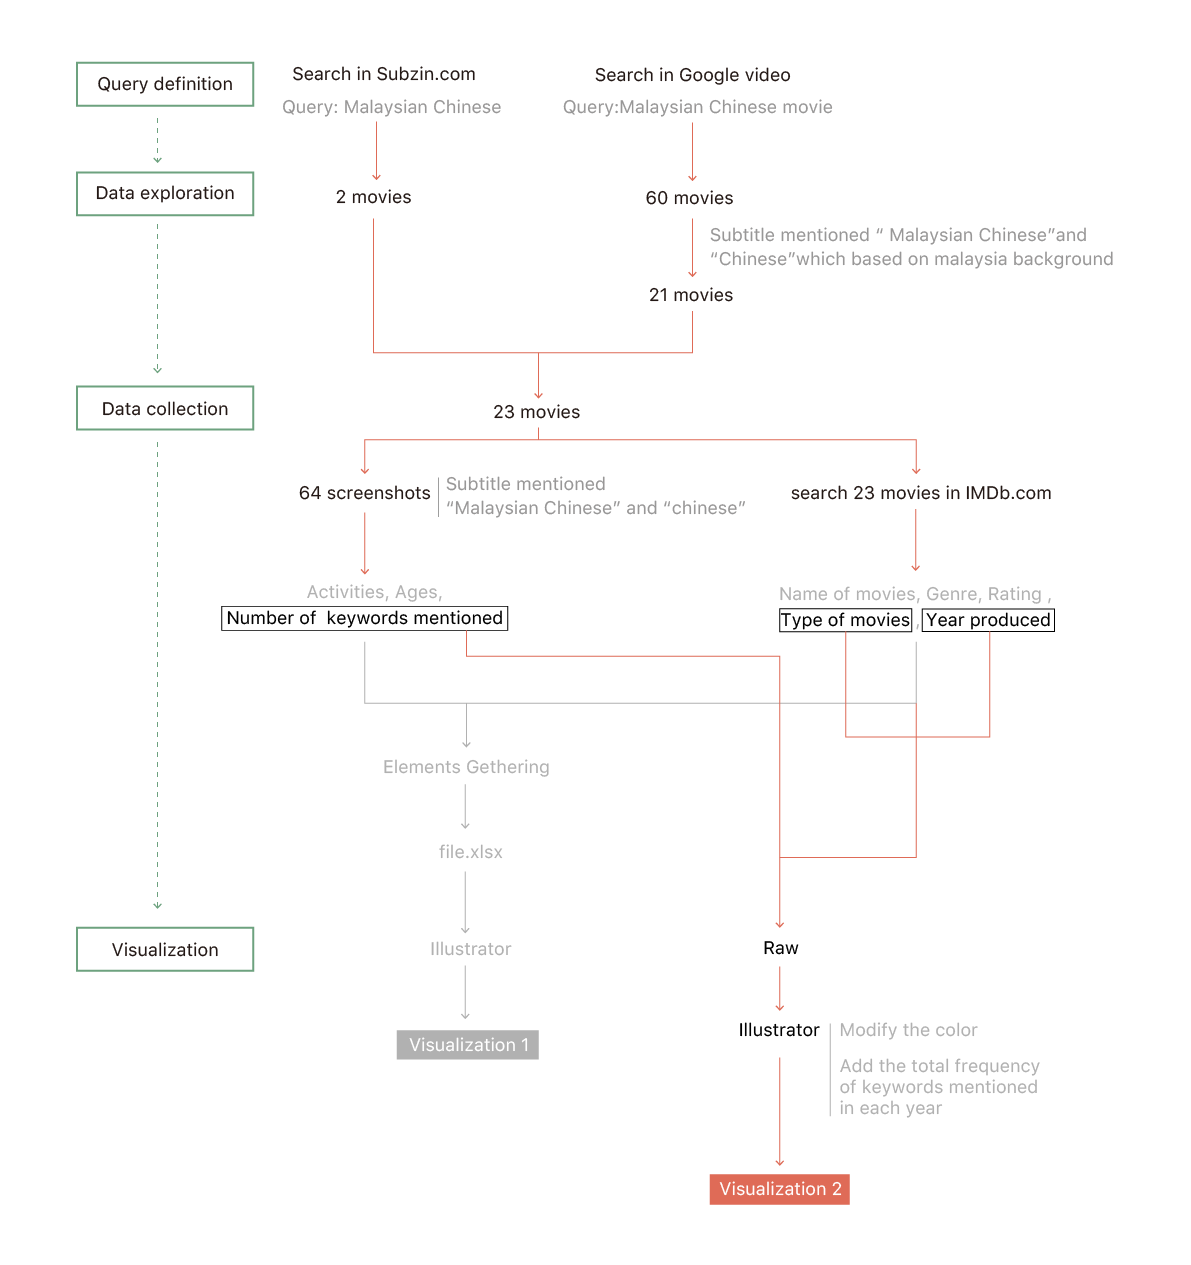 Query definition
Search in Subzin.com
Query: Malaysian Chinese
Search in Google video
Query:Malaysian Chinese movie
Data exploration
2 movies
60 movies
Subtitle mentioned “ Malaysian Chinese”and
“Chinese”which based on malaysia background
21 movies
Data collection
23 movies
64 screenshots
Subtitle mentioned
“Malaysian Chinese” and “chinese”
search 23 movies in IMDb.com
Activities, Ages,
Number of keywords mentioned
Name of movies, Genre, Rating ,
Type of movies , Year produced
Elements Gethering
file.xlsx
Visualization
Illustrator
Visualization 1
Raw
Illustrator
Modify the color
Add the total frequency
of keywords mentioned
in each year
Visualization 2